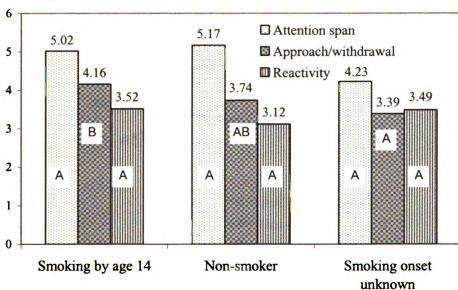 6
5
4
3
2
1
0
Attention span
Approach/withdrawal
Reactivity
5.02
4.16
3.52
5.17
3.74
3.12
4.23
3.39
3.49
A
B
A
A
AB
A
A
A
A
Smoking by age 14
Non-smoker
Smoking onset
unknown